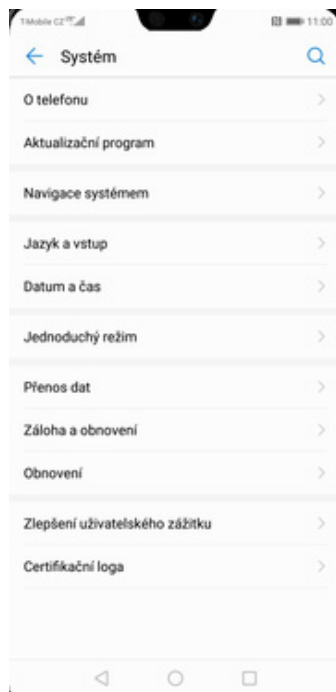 T-Mobile CZ 11:00
Systém
O telefonu
Aktualizační program
Navigace systémem
Jazyk a vstup
Datum a čas
Jednoduchý režim
Přenos dat
Záloha a obnovení
Obnovení
Zlepšení uživatelského zážitku
Certifikační loga